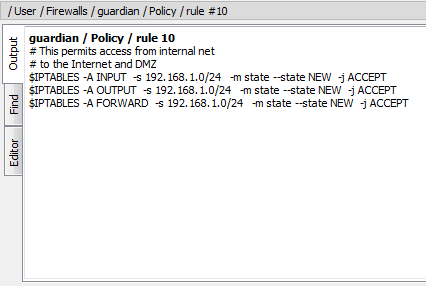 / User / Firewalls / guardian / Policy / rule #10
Output
Find
Editor
guardian / Policy / rule 10
# This permits access from internal net
# to the Internet and DMZ
$IPTABLES -A INPUT  -s 192.168.1.0/24   -m state --state NEW  -j ACCEPT
$IPTABLES -A OUTPUT  -s 192.168.1.0/24   -m state --state NEW  -j ACCEPT
$IPTABLES -A FORWARD  -s 192.168.1.0/24   -m state --state NEW  -j ACCEPT